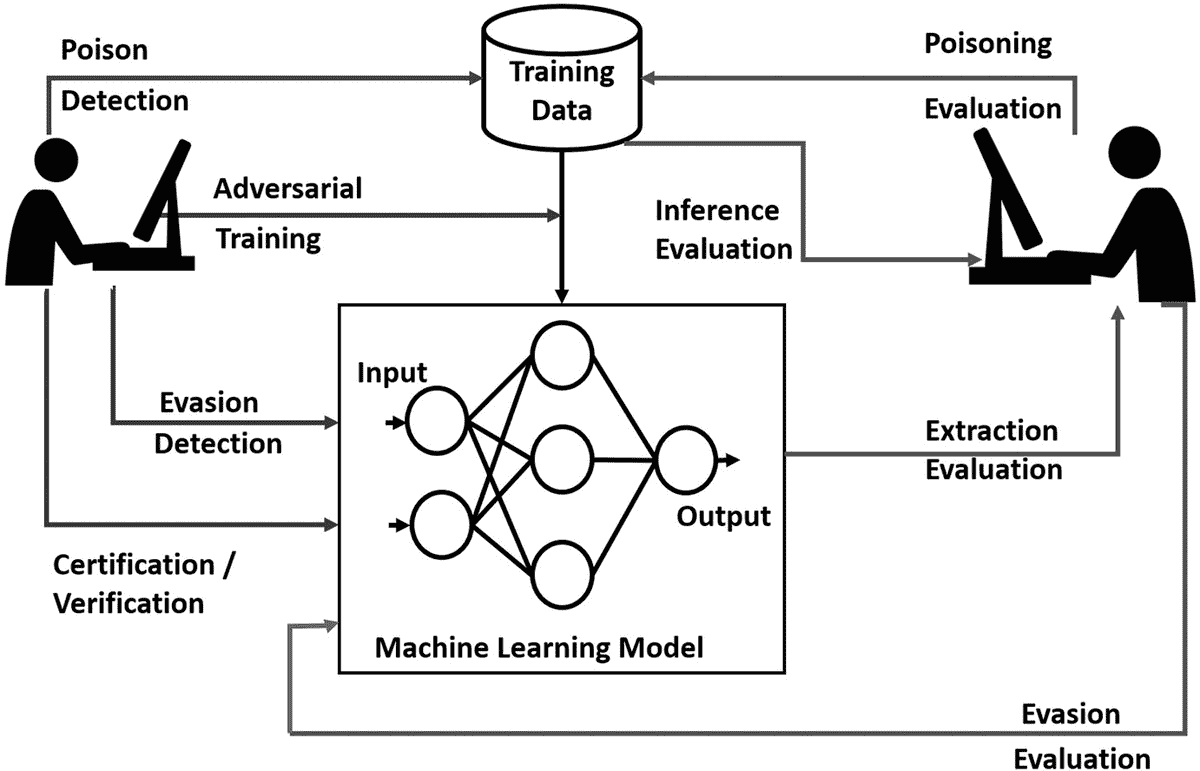 Poison
Detection
Training
Data
Poisoning
Evaluation
Adversarial
Training
Inference
Evaluation
Input
Evasion
Detection
Output
Extraction
Evaluation
Certification /
Verification
Machine Learning Model
Evasion
Evaluation